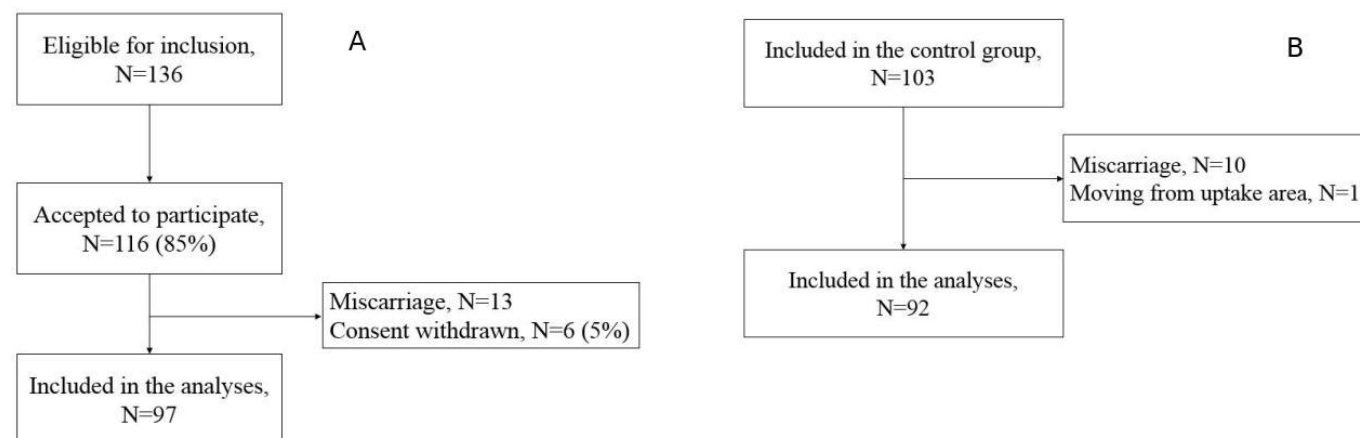 Eligible for inclusion,
N=136
A
Accepted to participate,
N=116 (85%)
Miscarriage, N=13
Consent withdrawn, N=6 (5%)
Included in the analyses,
N=97
Included in the control group,
N=103
B
Miscarriage, N=10
Moving from uptake area, N=1
Included in the analyses,
N=92